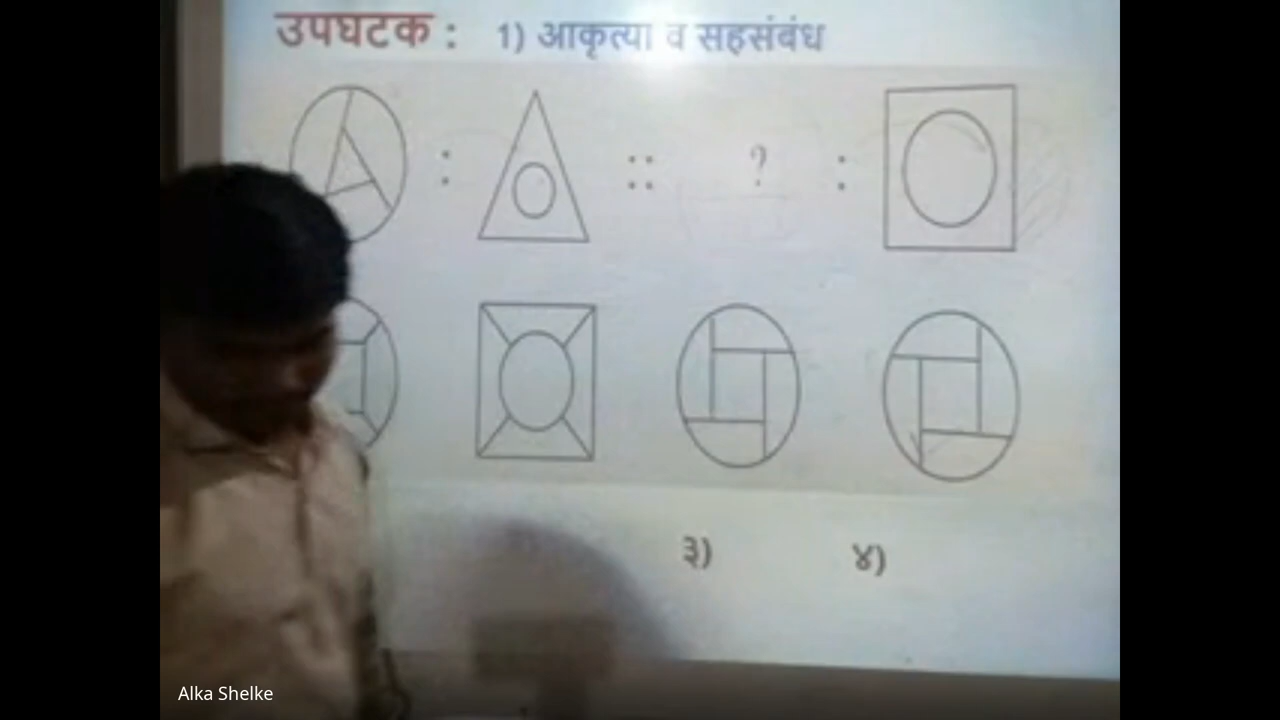 उपघटक : 1) आकृत्या व सहसंबंध
: :: ? :
३) ४)
Alka Shelke